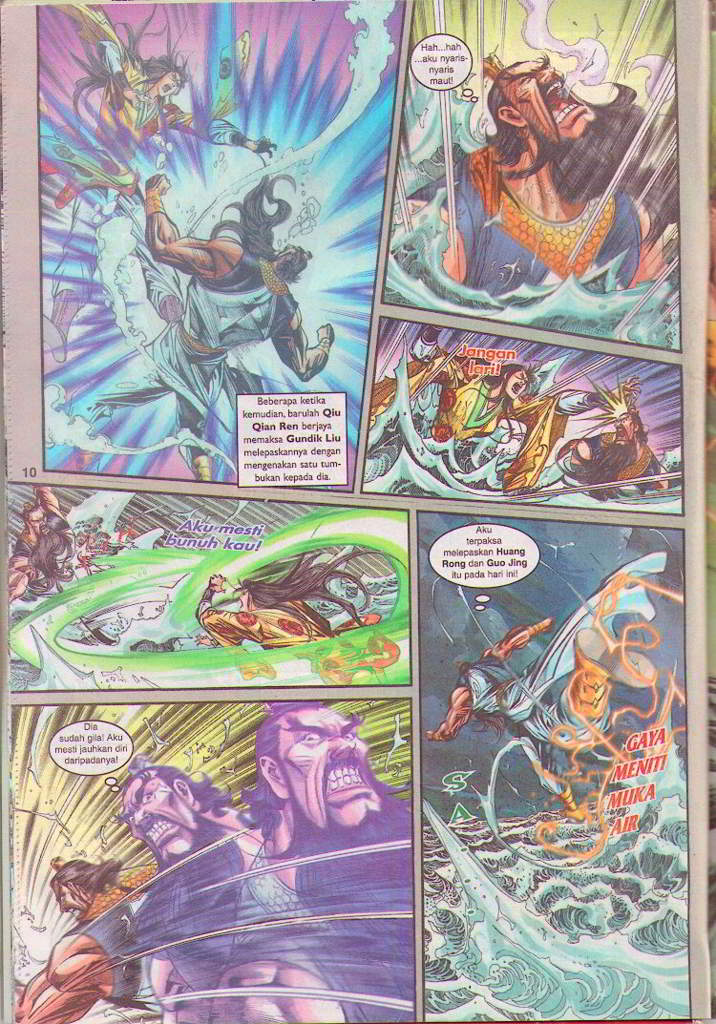 Beberapa ketika
kemudian, barulah Qiu
Qian Ren berjaya
memaksa Gundik Liu
melepaskannya dengan
mengenakan satu tum-
bukan kepada dia.
10
Hah...hah
...aku nyaris-
nyaris
maut!
Jangan
lari!
Aku mesti
bunuh kau!
Dia
sudah gila! Aku
mesti jauhkan diri
daripadanya!
Aku
terpaksa
melepaskan Huang
Rong dan Guo Jing
itu pada hari ini!
GAYA
MENITI
MUKA
AIR
S
A